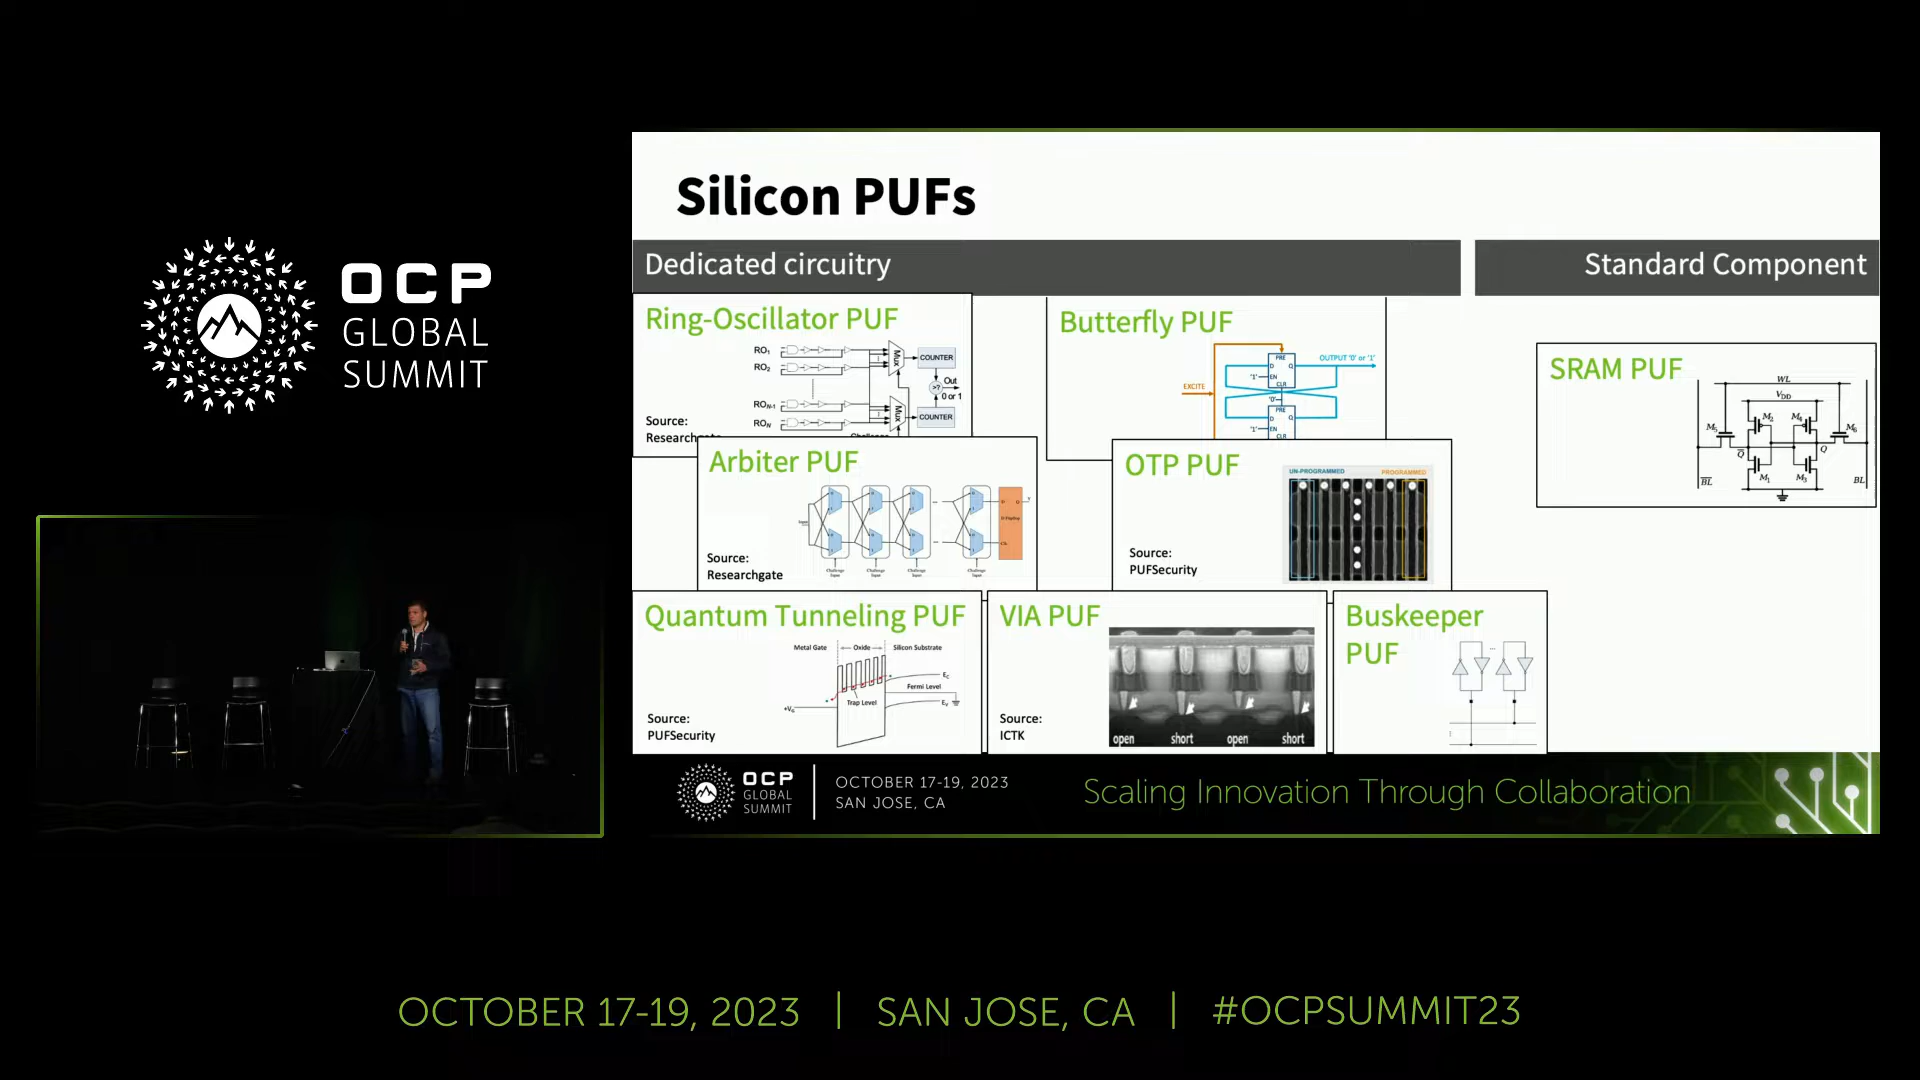 OCP
GLOBAL
SUMMIT
Silicon PUFs
Dedicated circuitry
Standard Component
Ring-Oscillator PUF
RO1
RO2
RON-1
RON
Mux
Mux
COUNTER
>?
Out
0 or 1
COUNTER
Source:
Butterfly PUF
EXCITE
PRE
D Q
'1' EN
CLR
OUTPUT '0' or '1'
'0'
PRE
D Q
'1' EN
CLR
SRAM PUF
WL
VDD
M2
M4
M5
M6
Q
Q
M1
M3
BL
BL
Arbiter PUF
Source:
Researchgate
Challenge
Input
Challenge
Input
Challenge
Input
Challenge
Input
OTP PUF
UN-PROGRAMMED
PROGRAMMED
Source:
PUFSecurity
Quantum Tunneling PUF
Metal Gate
Oxide
Silicon Substrate
EC
Fermi Level
EV
Trap Level
+VG
Source:
PUFSecurity
VIA PUF
Source:
ICTK
open short open short
Buskeeper
PUF
OCP
GLOBAL
SUMMIT
OCTOBER 17-19, 2023
SAN JOSE, CA
Scaling Innovation Through Collaboration
OCTOBER 17-19, 2023 | SAN JOSE, CA | #OCPSUMMIT23